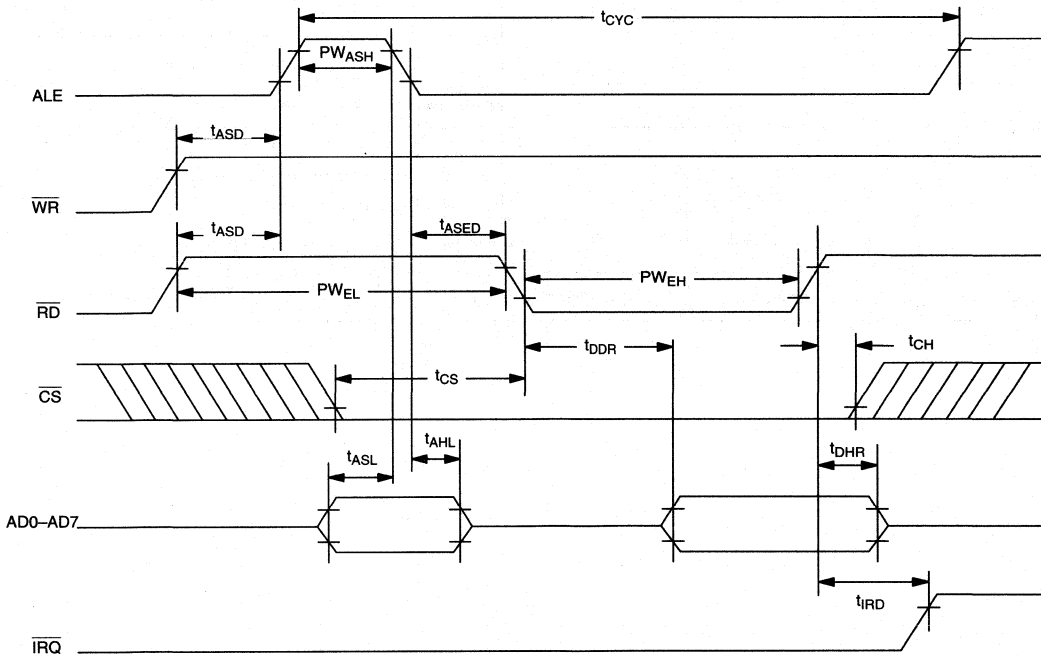 tCYC
PWASH
ALE
tASD
WR
tASD
tASED
PWEL
PWEH
RD
tDDR
tCH
tCS
CS
tASL
tAHL
tDHR
AD0–AD7
tIRD
IRQ